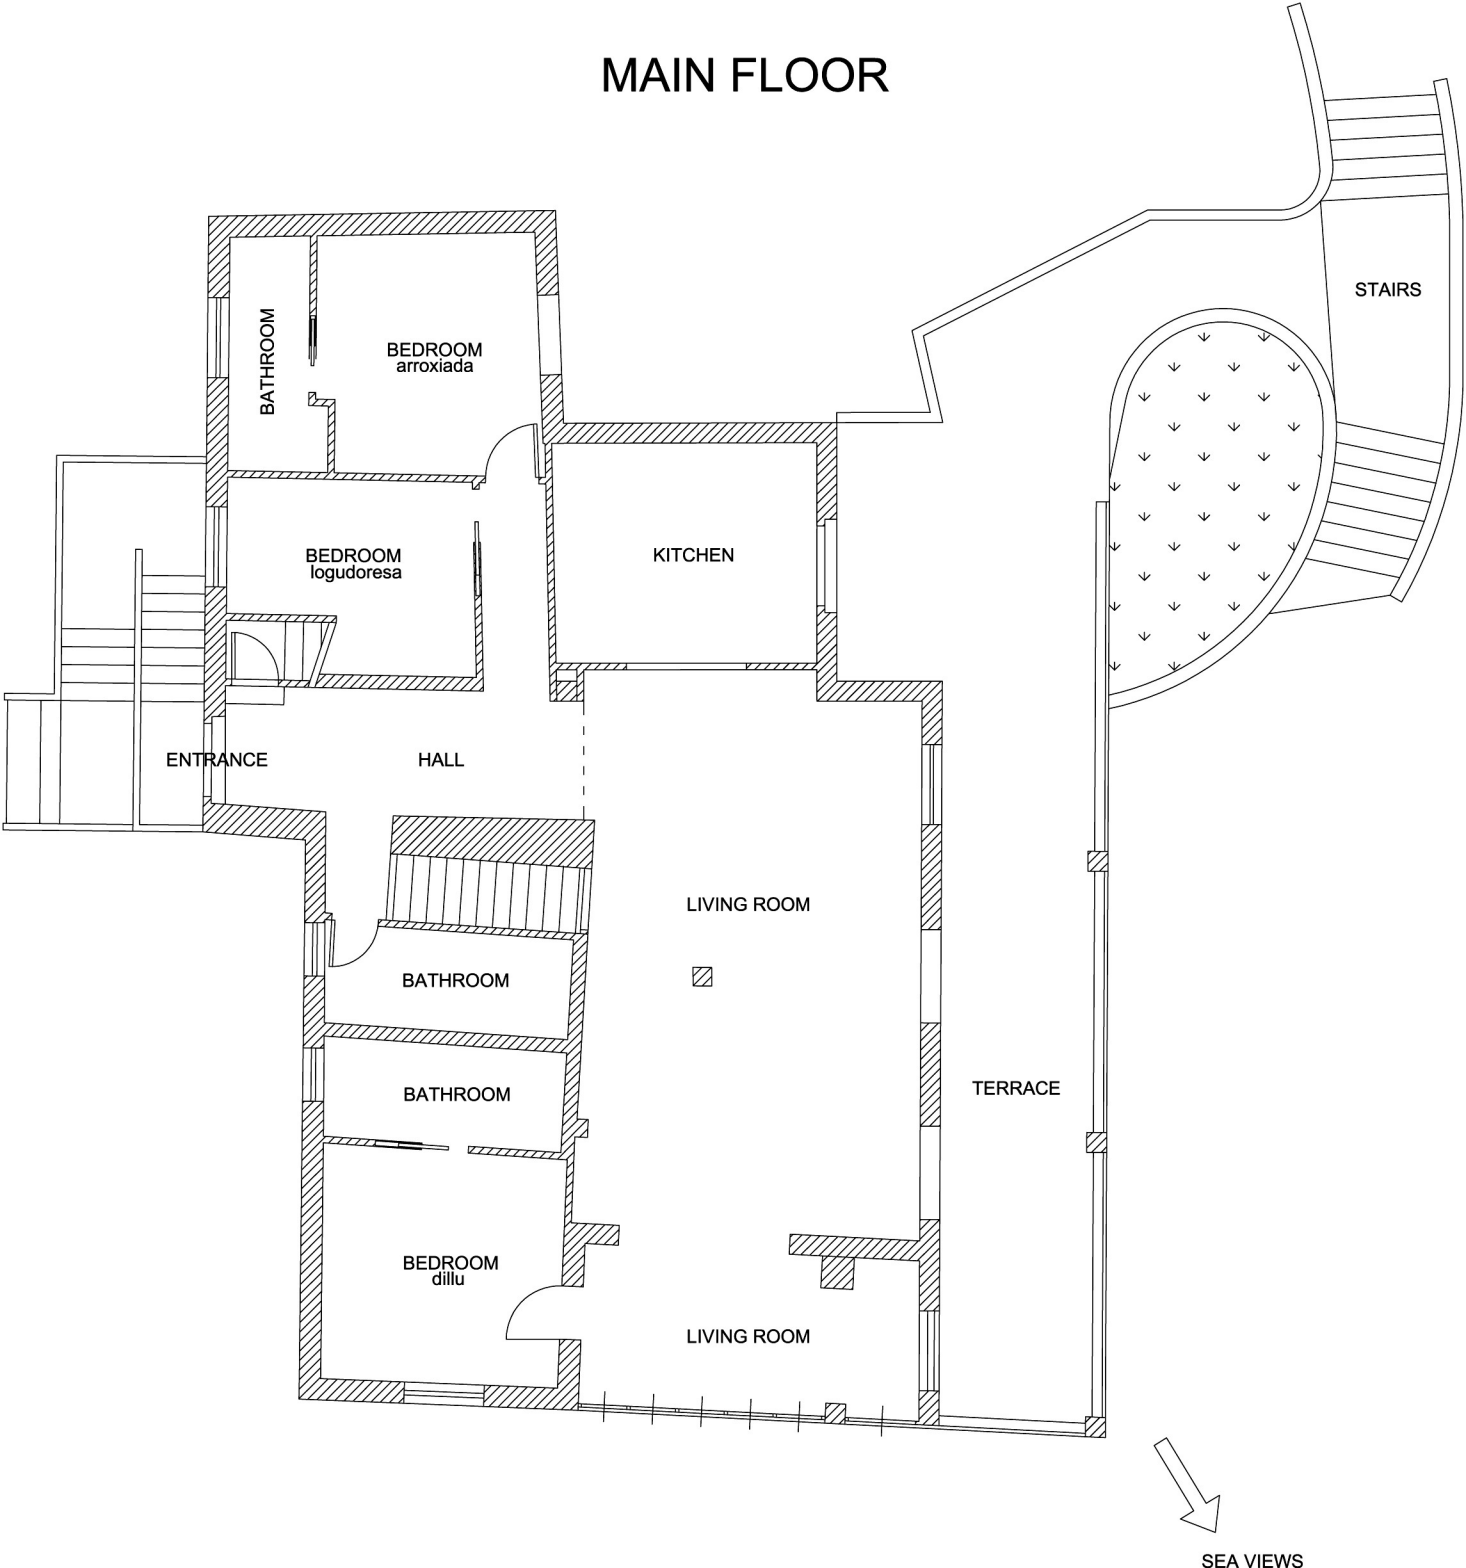 MAIN FLOOR
STAIRS
BATHROOM
BEDROOM
arroxiada
BEDROOM
logudoresa
KITCHEN
ENTRANCE
HALL
LIVING ROOM
BATHROOM
TERRACE
BATHROOM
BEDROOM
dillu
LIVING ROOM
SEA VIEWS